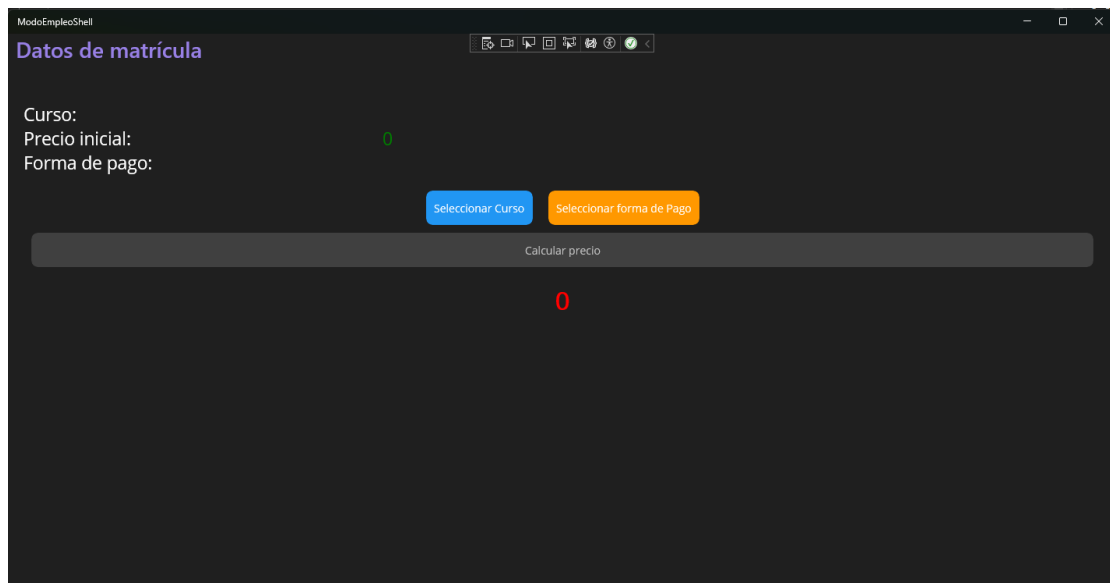 ModoEmpleoShell
Datos de matrícula
Curso:
Precio inicial: 0
Forma de pago:
Seleccionar Curso Seleccionar forma de Pago
Calcular precio
0